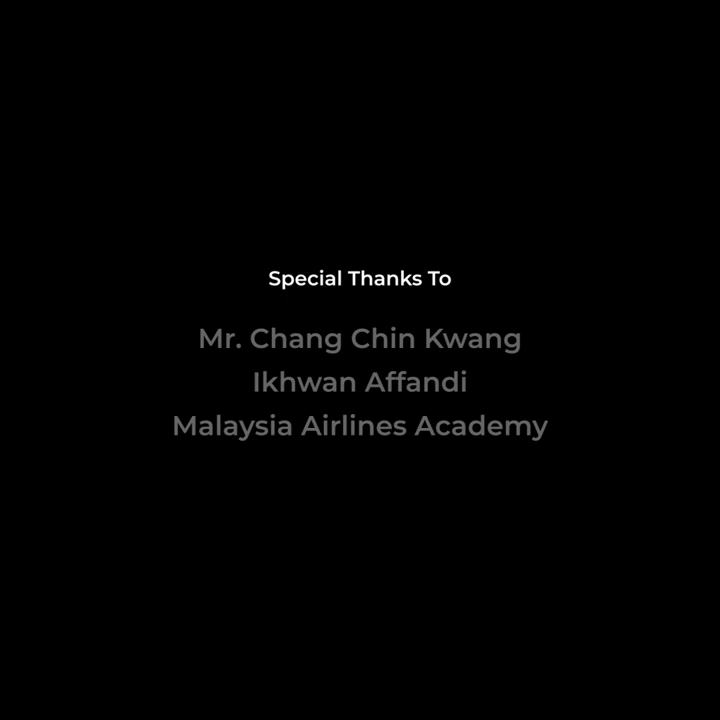 Special Thanks To
Mr. Chang Chin Kwang
Ikhwan Affandi
Malaysia Airlines Academy